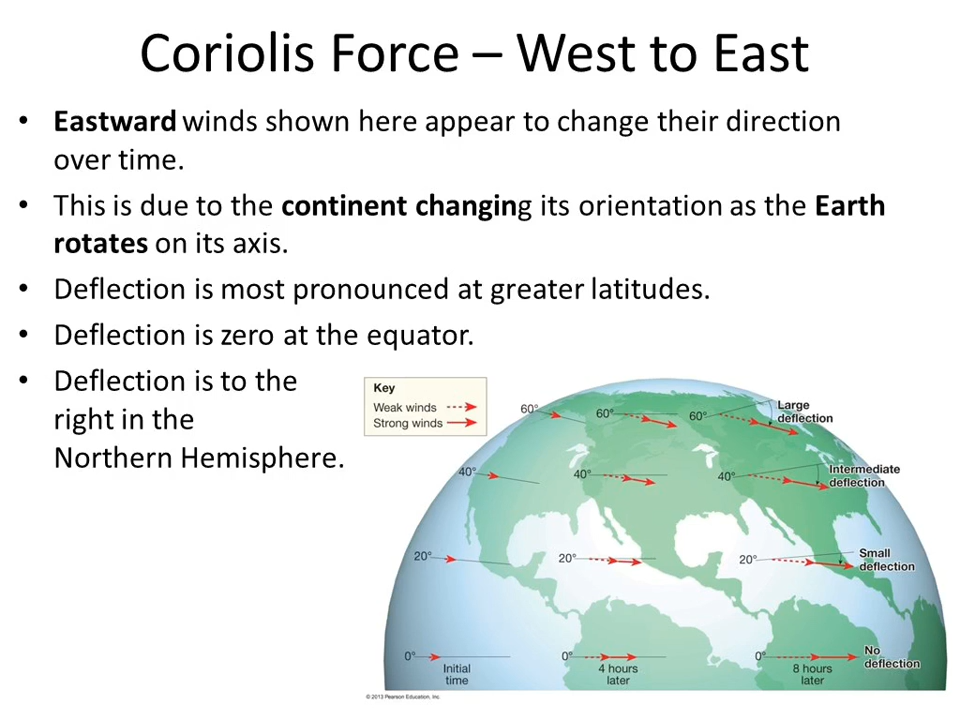 Coriolis Force – West to East
• Eastward winds shown here appear to change their direction
over time.
• This is due to the continent changing its orientation as the Earth
rotates on its axis.
• Deflection is most pronounced at greater latitudes.
• Deflection is zero at the equator.
• Deflection is to the
right in the
Northern Hemisphere.
Key
Weak winds
Strong winds
60° 60° 60° Large
deflection
40° 40° 40° Intermediate
deflection
20° 20° 20° Small
deflection
0° 0° 0° No
deflection
Initial
time
4 hours
later
8 hours
later
© 2013 Pearson Education, Inc.